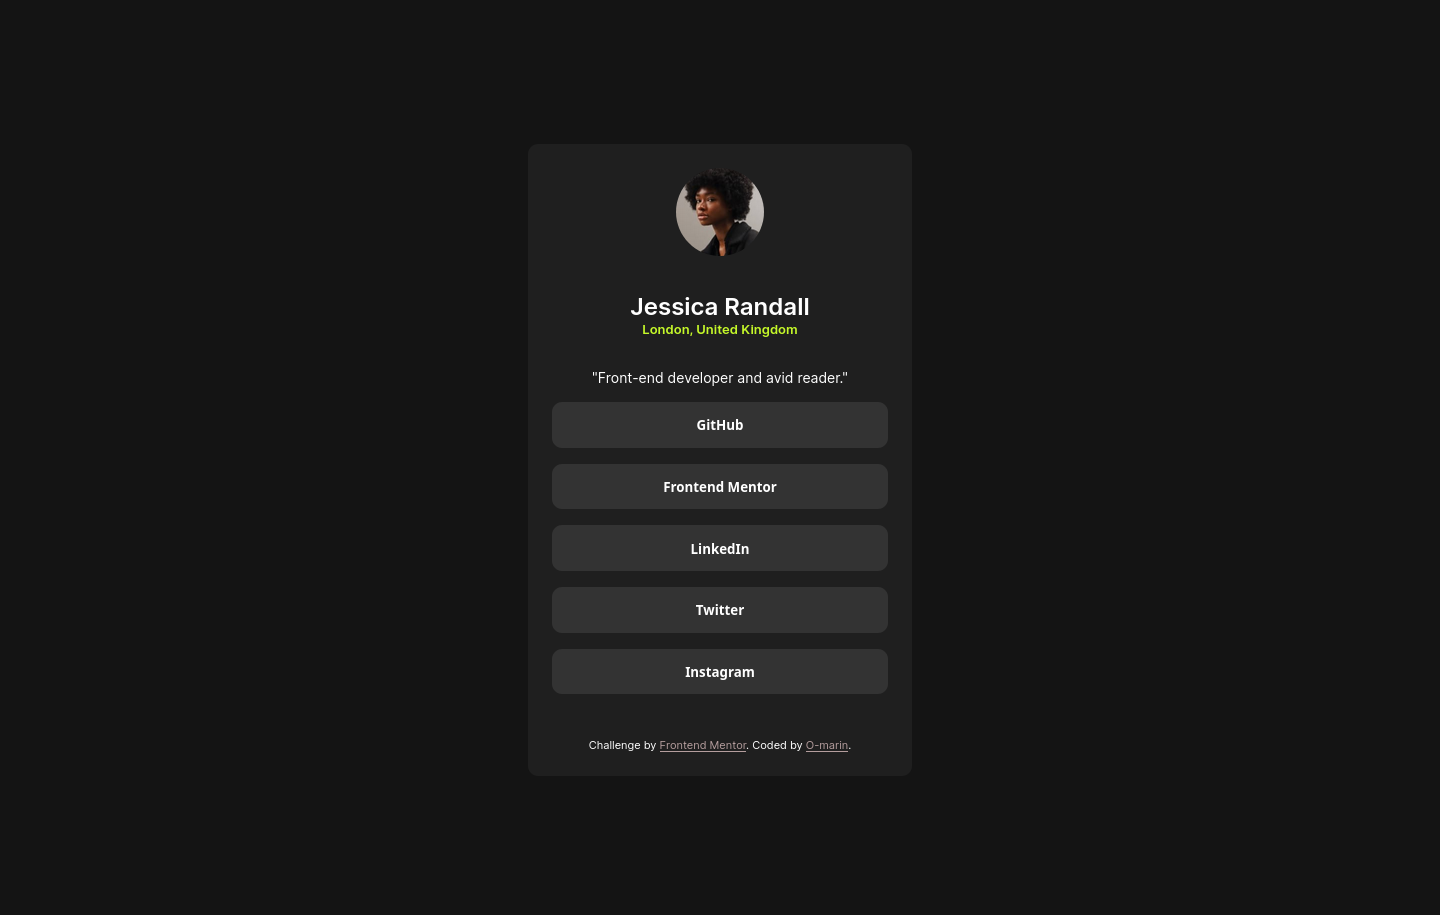 Jessica Randall
London, United Kingdom
"Front-end developer and avid reader."
GitHub
Frontend Mentor
LinkedIn
Twitter
Instagram
Challenge by Frontend Mentor. Coded by O-marin.